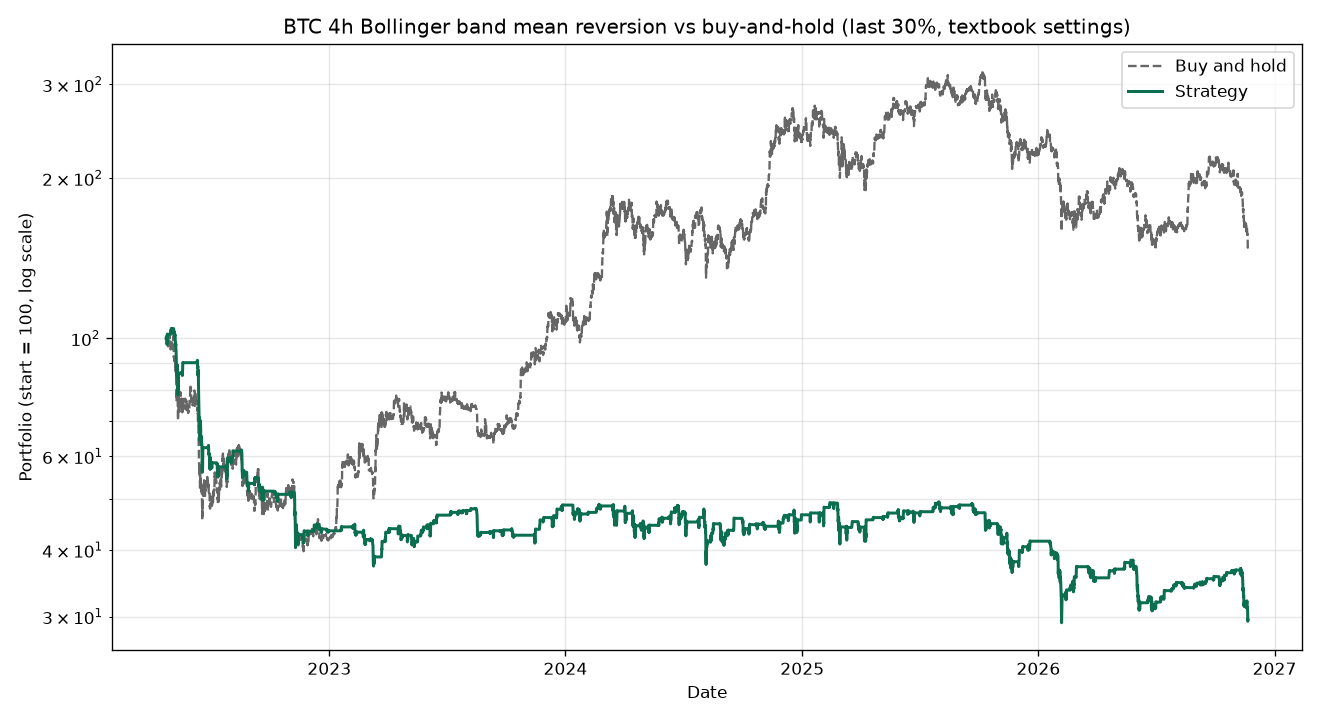 BTC 4h Bollinger band mean reversion vs buy-and-hold (last 30%, textbook settings)
Buy and hold
Strategy
Portfolio (start = 100, log scale)
3 × 10²
2 × 10²
10²
6 × 10¹
4 × 10¹
3 × 10¹
2023 2024 2025 2026 2027
Date